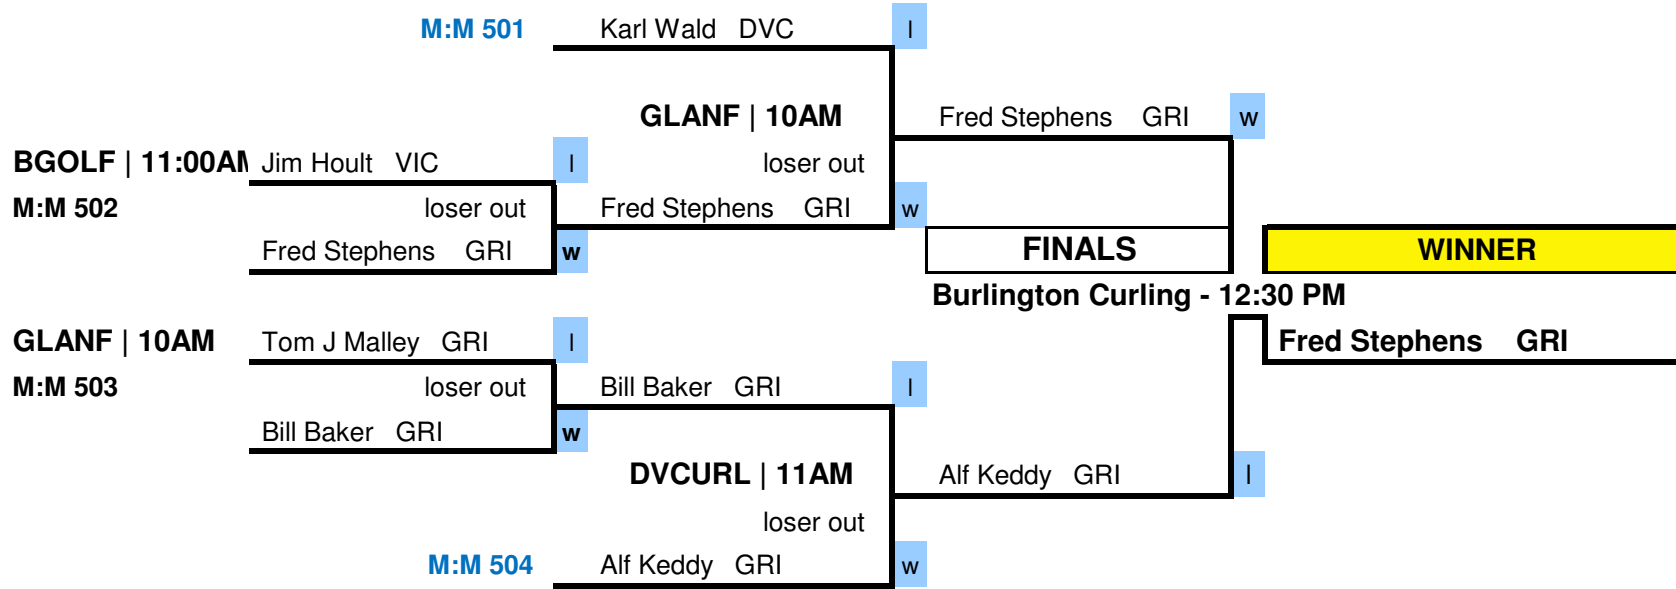 M:M 501 Karl Wald DVC l
GLANF | 10AM Fred Stephens GRI w
BGOLF | 11:00AM Jim Hoult VIC l loser out
M:M 502 loser out Fred Stephens GRI w
Fred Stephens GRI w FINALS WINNER
Burlington Curling - 12:30 PM
GLANF | 10AM Tom J Malley GRI l Fred Stephens GRI
M:M 503 loser out Bill Baker GRI l
Bill Baker GRI w
DVCURL | 11AM Alf Keddy GRI l
loser out
M:M 504 Alf Keddy GRI w